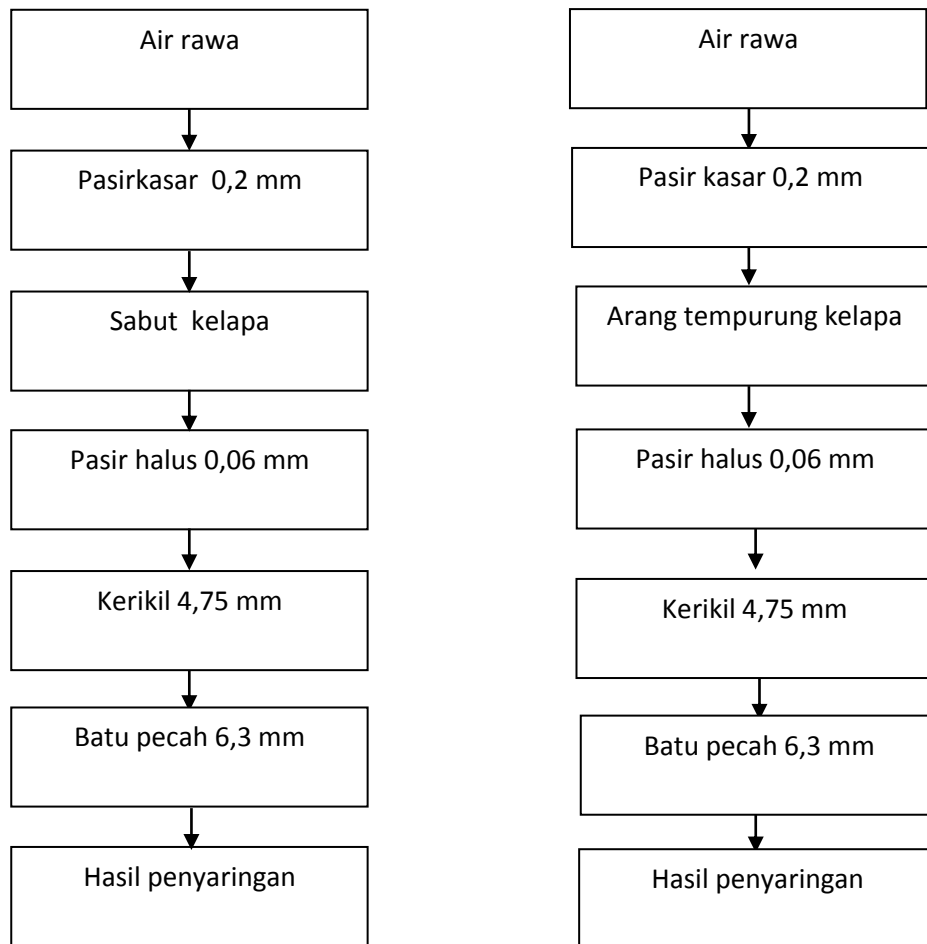 Air rawa
Pasirkasar  0,2 mm
Sabut  kelapa
Pasir halus 0,06 mm
Kerikil 4,75 mm
Batu pecah 6,3 mm
Hasil penyaringan
Air rawa
Pasir kasar 0,2 mm
Arang tempurung kelapa
Pasir halus 0,06 mm
Kerikil 4,75 mm
Batu pecah 6,3 mm
Hasil penyaringan